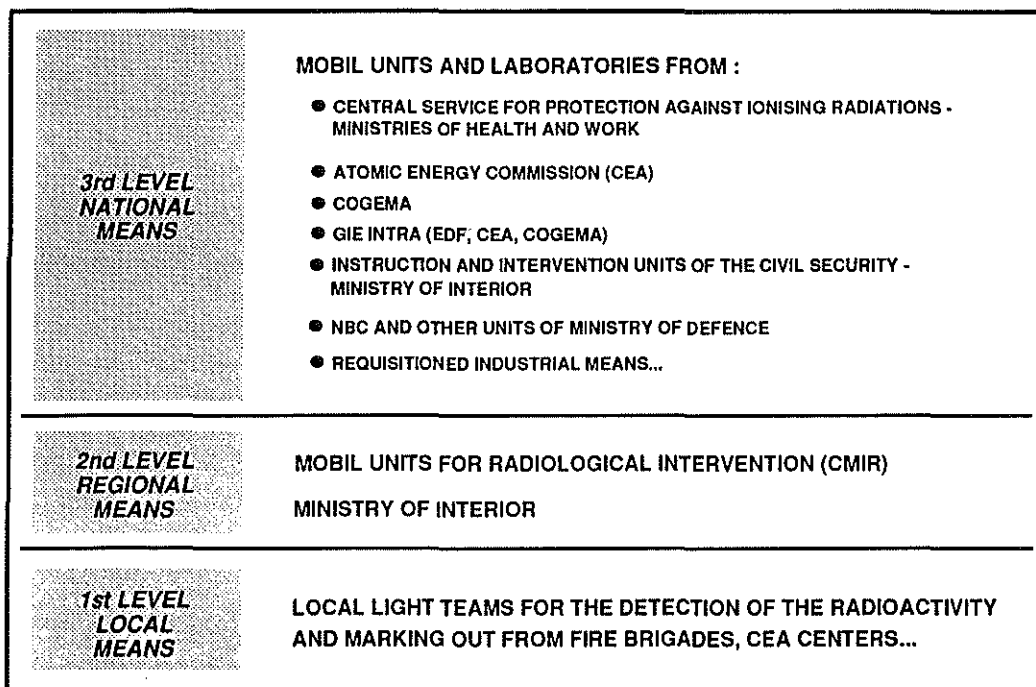 3rd LEVEL
NATIONAL
MEANS
MOBIL UNITS AND LABORATORIES FROM :
● CENTRAL SERVICE FOR PROTECTION AGAINST IONISING RADIATIONS -
MINISTRIES OF HEALTH AND WORK
● ATOMIC ENERGY COMMISSION (CEA)
● COGEMA
● GIE INTRA (EDF, CEA, COGEMA)
● INSTRUCTION AND INTERVENTION UNITS OF THE CIVIL SECURITY -
MINISTRY OF INTERIOR
● NBC AND OTHER UNITS OF MINISTRY OF DEFENCE
● REQUISITIONED INDUSTRIAL MEANS...
2nd LEVEL
REGIONAL
MEANS
MOBIL UNITS FOR RADIOLOGICAL INTERVENTION (CMIR)
MINISTRY OF INTERIOR
1st LEVEL
LOCAL
MEANS
LOCAL LIGHT TEAMS FOR THE DETECTION OF THE RADIOACTIVITY
AND MARKING OUT FROM FIRE BRIGADES, CEA CENTERS...